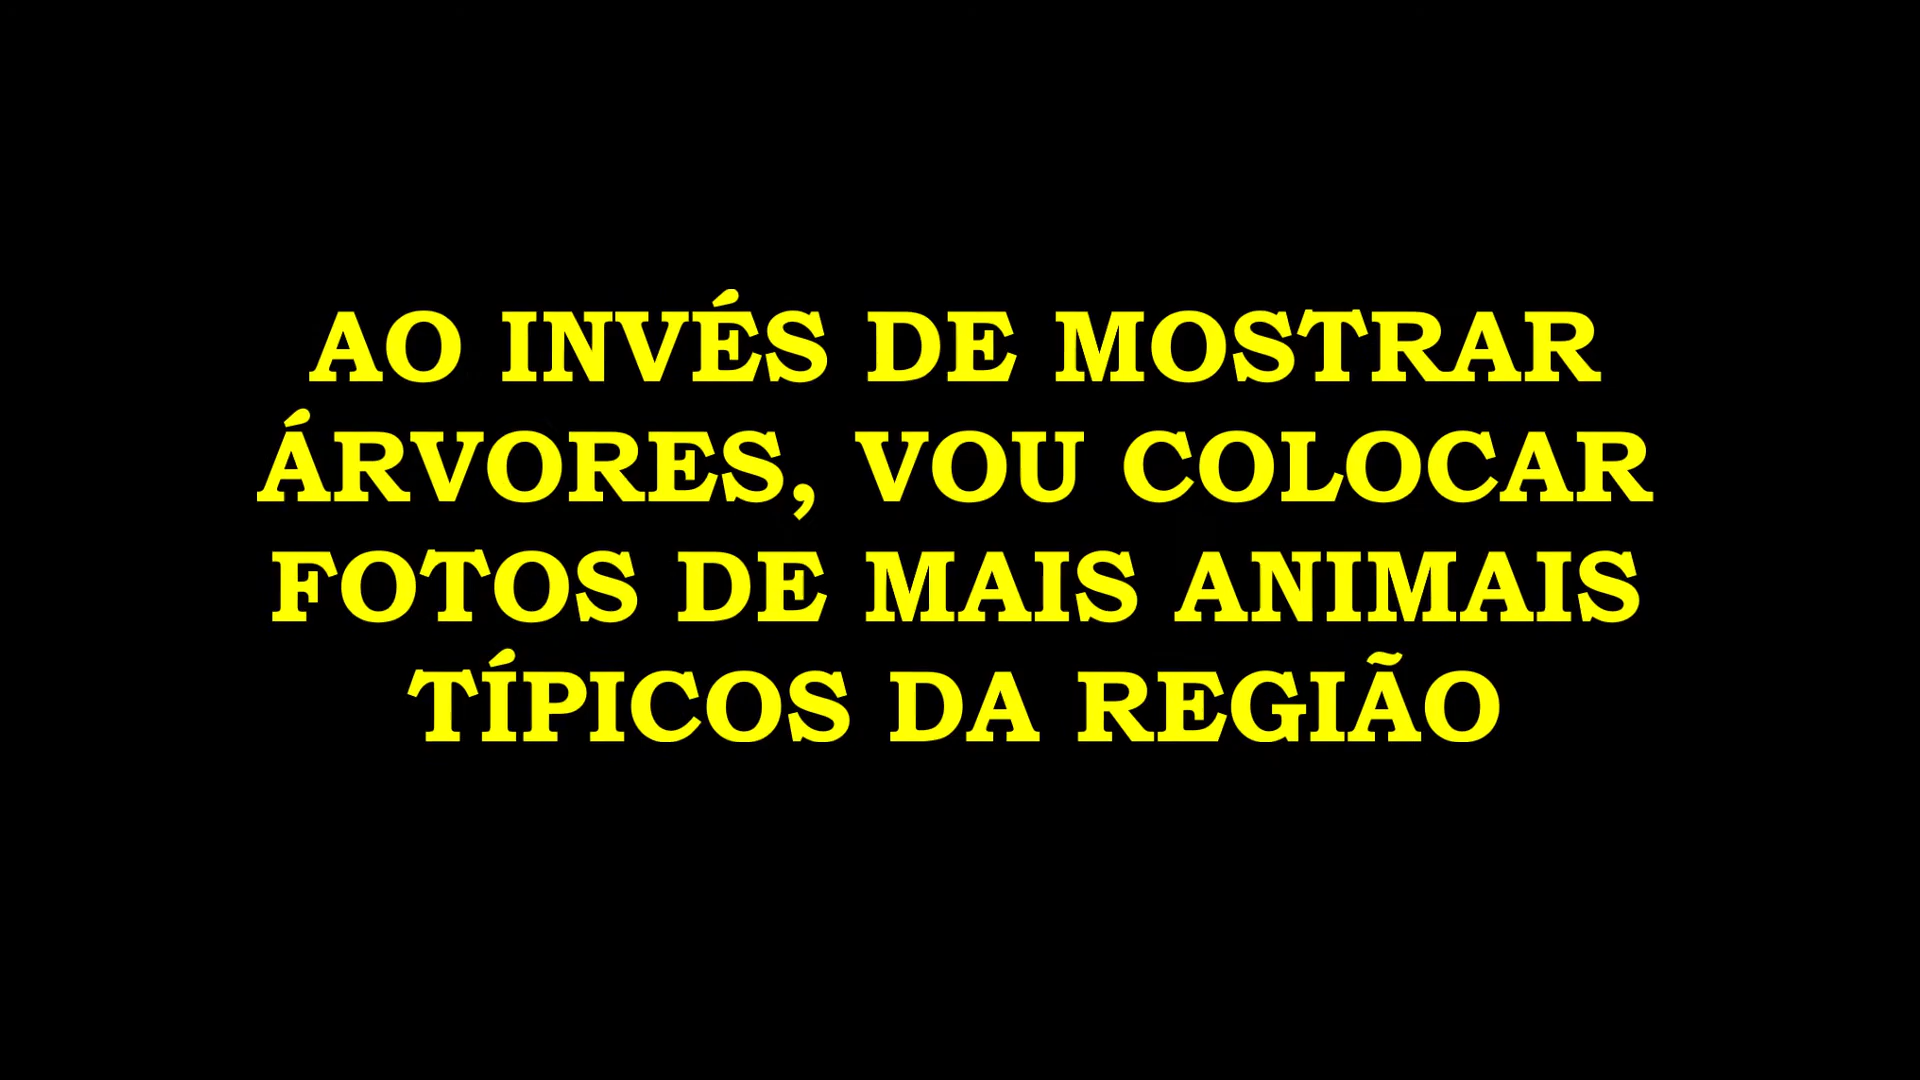 AO INVÉS DE MOSTRAR
ÁRVORES, VOU COLOCAR
FOTOS DE MAIS ANIMAIS
TÍPICOS DA REGIÃO